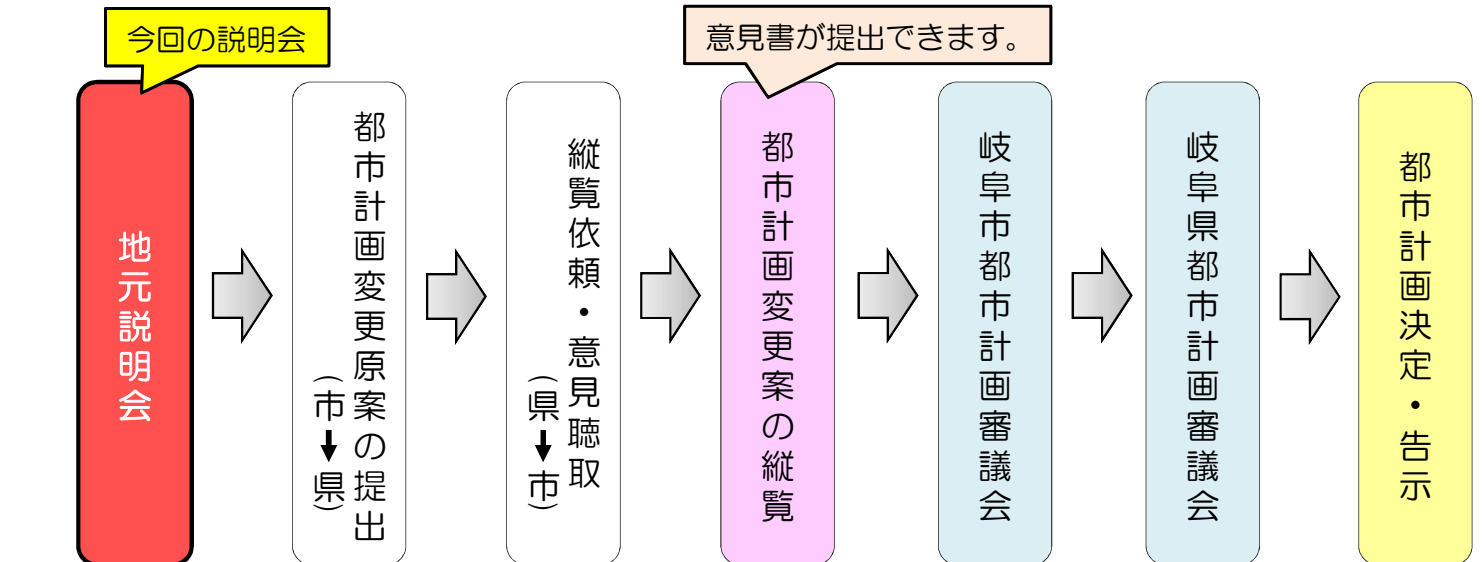 今回の説明会
地元説明会
都市計画変更原案の提出
（市➡県）
縦覧依頼・意見聴取
（県➡市）
意見書が提出できます。
都市計画変更案の縦覧
岐阜市都市計画審議会
岐阜県都市計画審議会
都市計画決定・告示